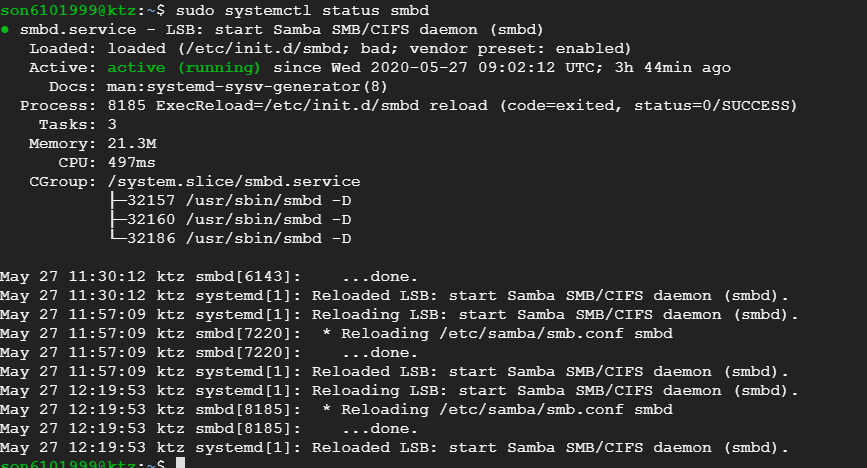 son6101999@ktz:~$ sudo systemctl status smbd
● smbd.service - LSB: start Samba SMB/CIFS daemon (smbd)
   Loaded: loaded (/etc/init.d/smbd; bad; vendor preset: enabled)
   Active: active (running) since Wed 2020-05-27 09:02:12 UTC; 3h 44min ago
     Docs: man:systemd-sysv-generator(8)
  Process: 8185 ExecReload=/etc/init.d/smbd reload (code=exited, status=0/SUCCESS)
    Tasks: 3
   Memory: 21.3M
      CPU: 497ms
   CGroup: /system.slice/smbd.service
           ├─32157 /usr/sbin/smbd -D
           ├─32160 /usr/sbin/smbd -D
           └─32186 /usr/sbin/smbd -D

May 27 11:30:12 ktz smbd[6143]:    ...done.
May 27 11:30:12 ktz systemd[1]: Reloaded LSB: start Samba SMB/CIFS daemon (smbd).
May 27 11:57:09 ktz systemd[1]: Reloading LSB: start Samba SMB/CIFS daemon (smbd).
May 27 11:57:09 ktz smbd[7220]:  * Reloading /etc/samba/smb.conf smbd
May 27 11:57:09 ktz smbd[7220]:    ...done.
May 27 11:57:09 ktz systemd[1]: Reloaded LSB: start Samba SMB/CIFS daemon (smbd).
May 27 12:19:53 ktz systemd[1]: Reloading LSB: start Samba SMB/CIFS daemon (smbd).
May 27 12:19:53 ktz smbd[8185]:  * Reloading /etc/samba/smb.conf smbd
May 27 12:19:53 ktz smbd[8185]:    ...done.
May 27 12:19:53 ktz systemd[1]: Reloaded LSB: start Samba SMB/CIFS daemon (smbd).
son6101999@ktz:~$